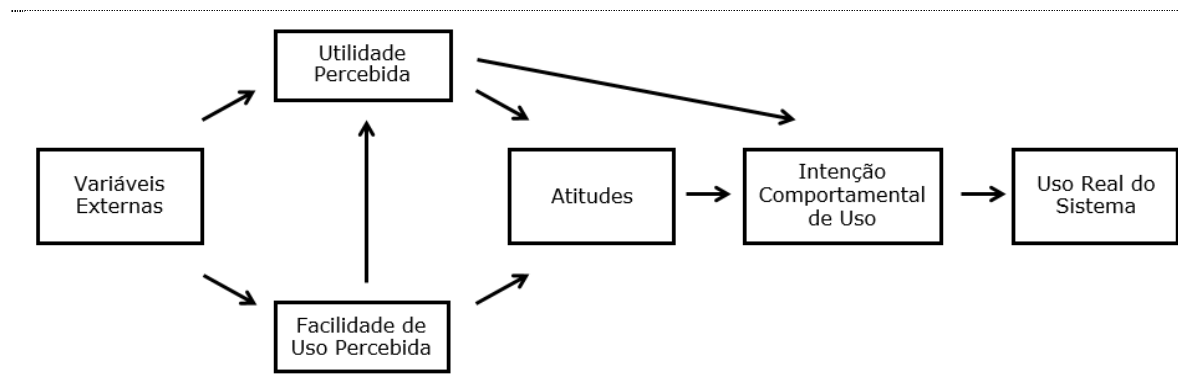 Utilidade
Percebida
Variáveis
Externas
Atitudes
Intenção
Comportamental
de Uso
Uso Real do
Sistema
Facilidade de
Uso Percebida